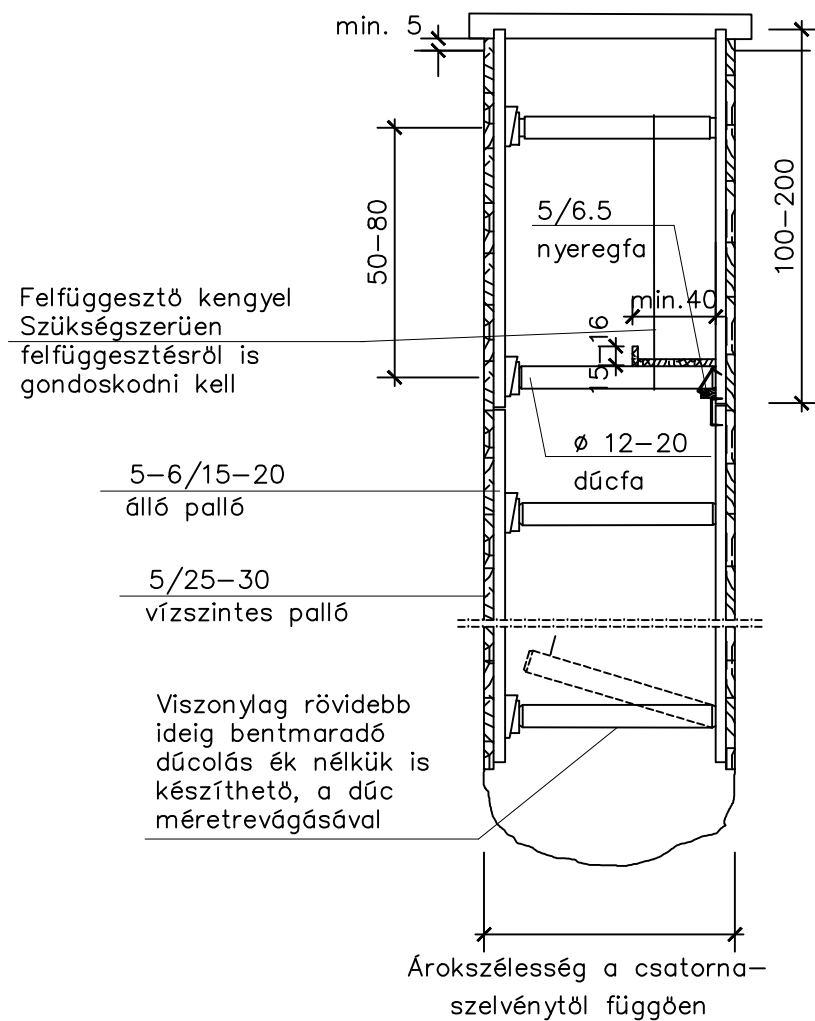 min. 5
50–80
100–200
5/6.5
nyeregfa
Felfüggesztö kengyel
Szükségszerüen
felfüggesztésröl is
gondoskodni kell
min.40
15–16
ø 12–20
dúcfa
5–6/15–20
álló palló
5/25–30
vízszintes palló
Viszonylag rövidebb
ideig bentmaradó
dúcolás ék nélkük is
készíthetö, a dúc
méretrevágásával
Árokszélesség a csatorna–
szelvénytöl függöen